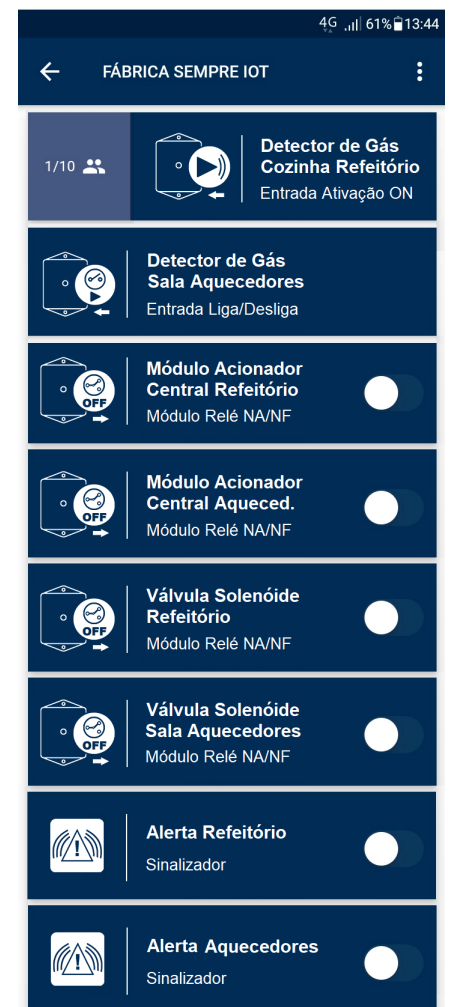 4G 61% 13:44
FÁBRICA SEMPRE IOT
1/10
Detector de Gás
Cozinha Refeitório
Entrada Ativação ON
Detector de Gás
Sala Aquecedores
Entrada Liga/Desliga
Módulo Acionador
Central Refeitório
OFF
Módulo Relé NA/NF
Módulo Acionador
Central Aqueced.
OFF
Módulo Relé NA/NF
Válvula Solenóide
Refeitório
OFF
Módulo Relé NA/NF
Válvula Solenóide
Sala Aquecedores
OFF
Módulo Relé NA/NF
Alerta Refeitório
Sinalizador
Alerta Aquecedores
Sinalizador